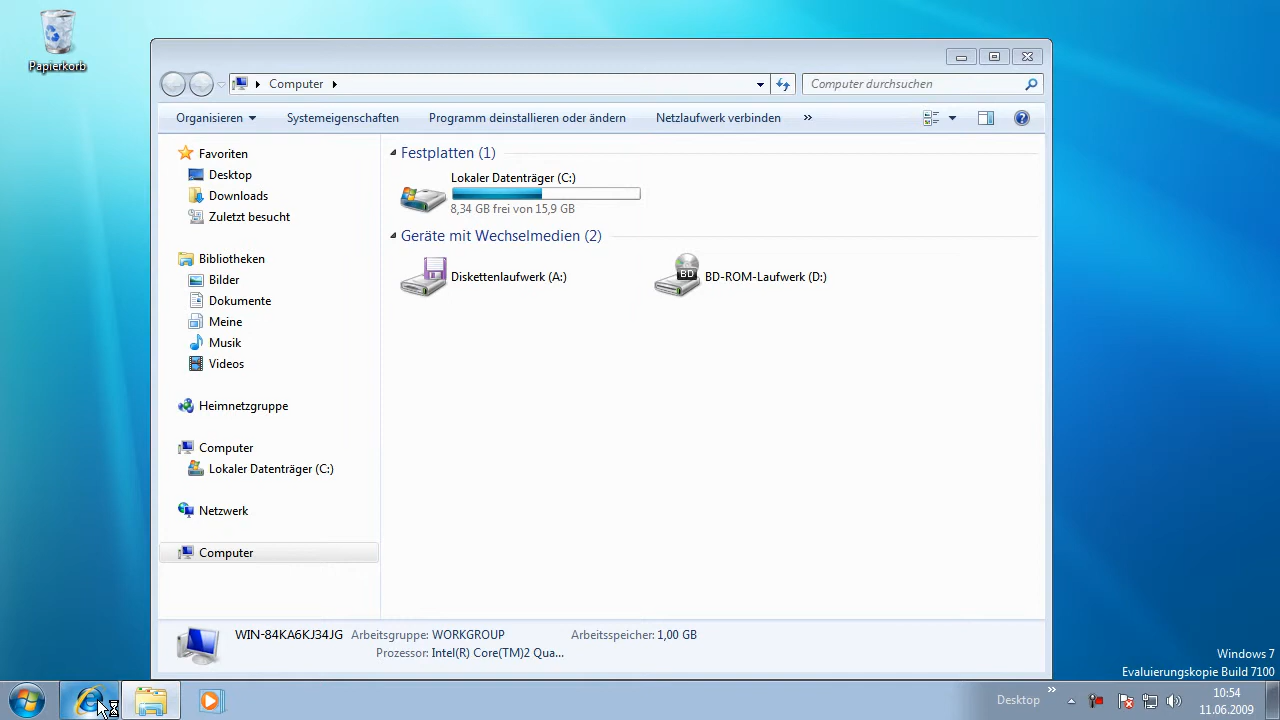 Papierkorb
Computer
Computer durchsuchen
Organisieren Systemeigenschaften Programm deinstallieren oder ändern Netzlaufwerk verbinden »
Favoriten
Desktop
Downloads
Zuletzt besucht
Bibliotheken
Bilder
Dokumente
Meine
Musik
Videos
Heimnetzgruppe
Computer
Lokaler Datenträger (C:)
Netzwerk
Computer
Festplatten (1)
Lokaler Datenträger (C:)
8,34 GB frei von 15,9 GB
Geräte mit Wechselmedien (2)
Diskettenlaufwerk (A:)
BD
BD-ROM-Laufwerk (D:)
WIN-84KA6KJ34JG Arbeitsgruppe: WORKGROUP Arbeitsspeicher: 1,00 GB
Prozessor: Intel(R) Core(TM)2 Qua...
Windows 7
Evaluierungskopie Build 7100
Desktop »
10:54
11.06.2009